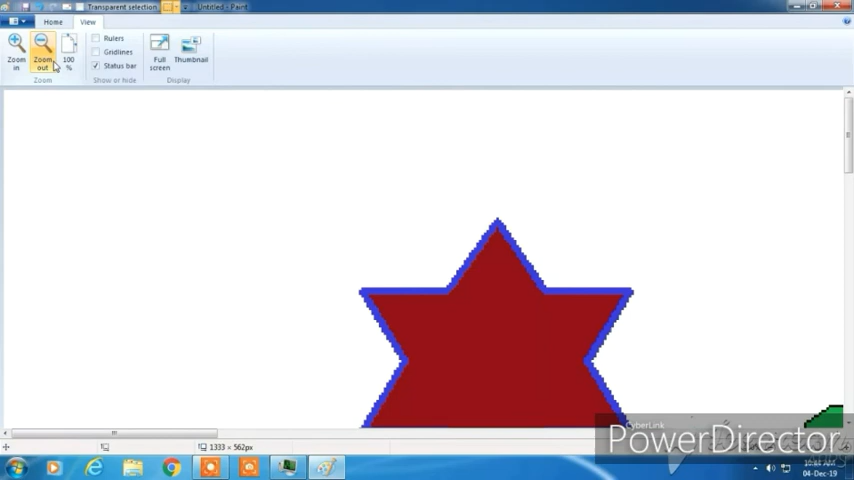 Transparent selection
Untitled - Paint
Home
View
Zoom in
Zoom out
100 %
Rulers
Gridlines
Status bar
Full screen
Thumbnail
Zoom
Show or hide
Display
1333 × 562px
CyberLink
PowerDirector
04-Dec-19